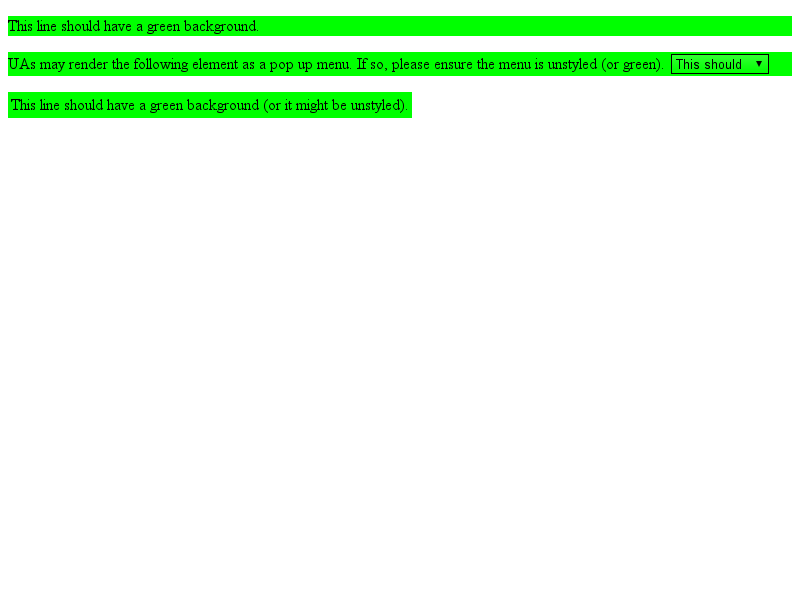 This line should have a green background.
UAs may render the following element as a pop up menu. If so, please ensure the menu is unstyled (or green). This should
This line should have a green background (or it might be unstyled).